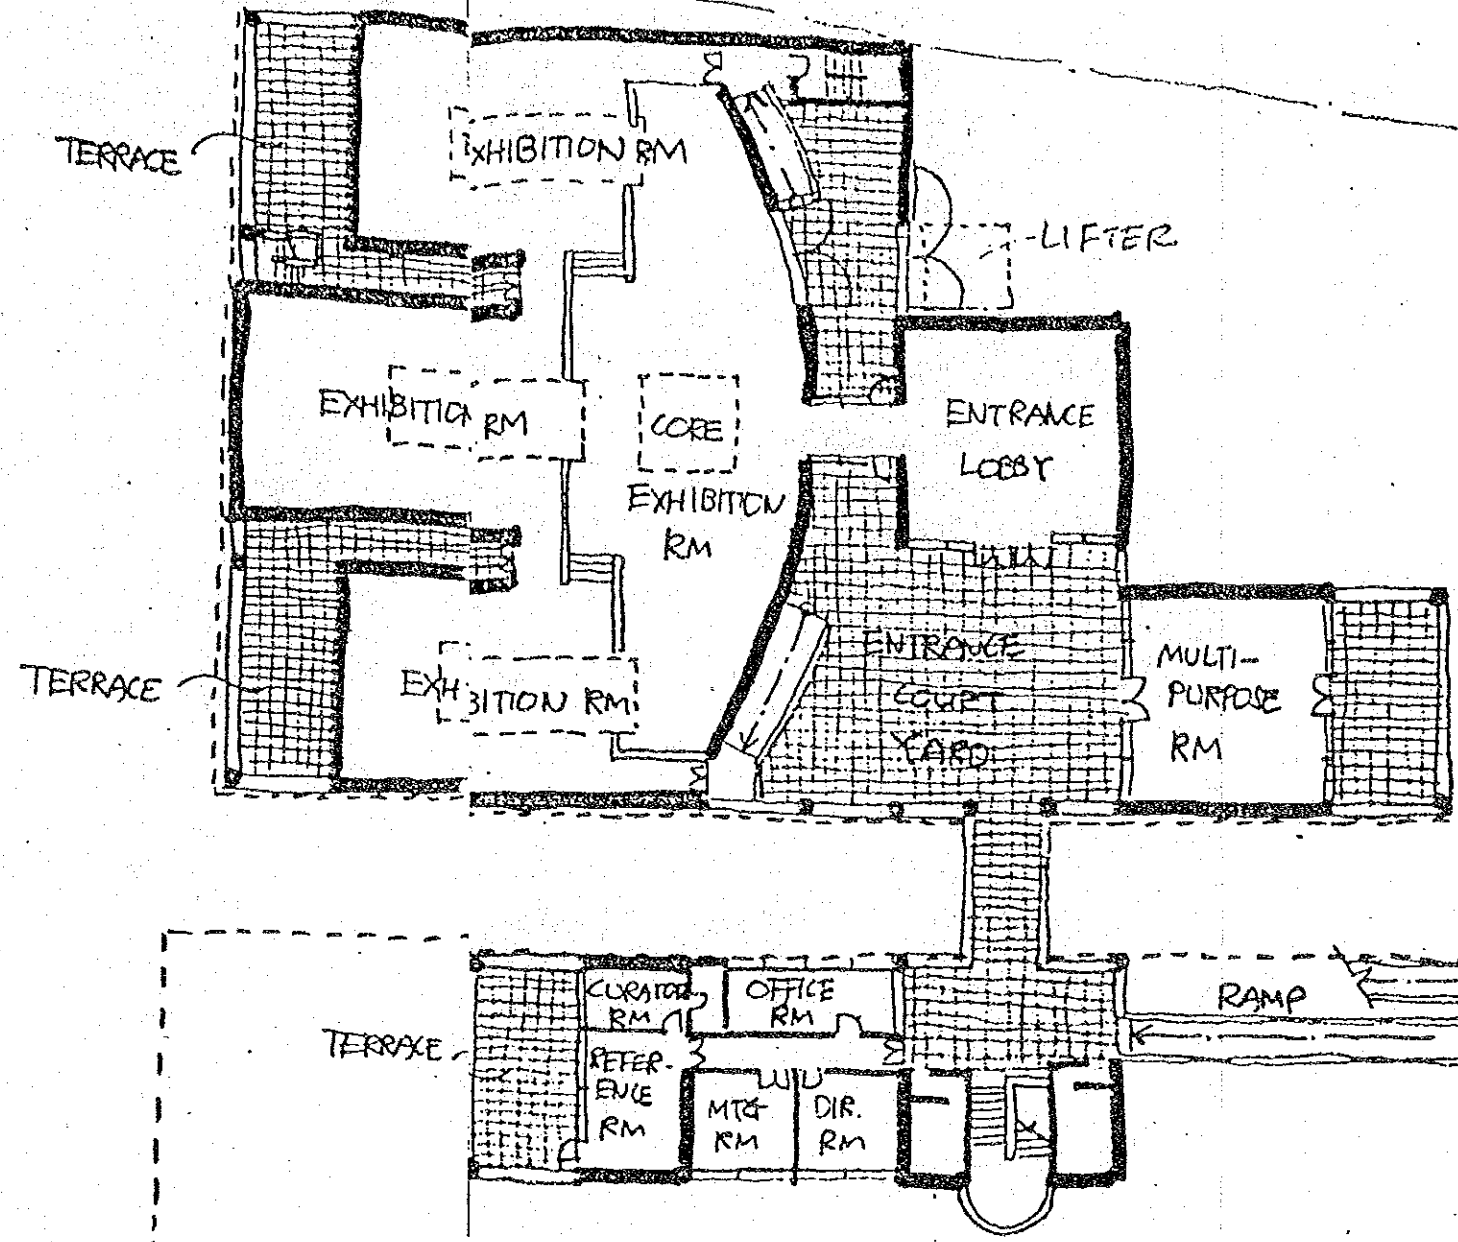 TERRACE
EXHIBITION RM
LIFTER
EXHIBITION RM
CORE
EXHIBITION
RM
ENTRANCE
LOBBY
TERRACE
EXHIBITION RM
ENTRANCE
COURT
YARD
MULTI-
PURPOSE
RM
TERRACE
CURATOR
RM
OFFICE
RM
RAMP
REFER-
ENCE
RM
MTG
RM
DIR.
RM